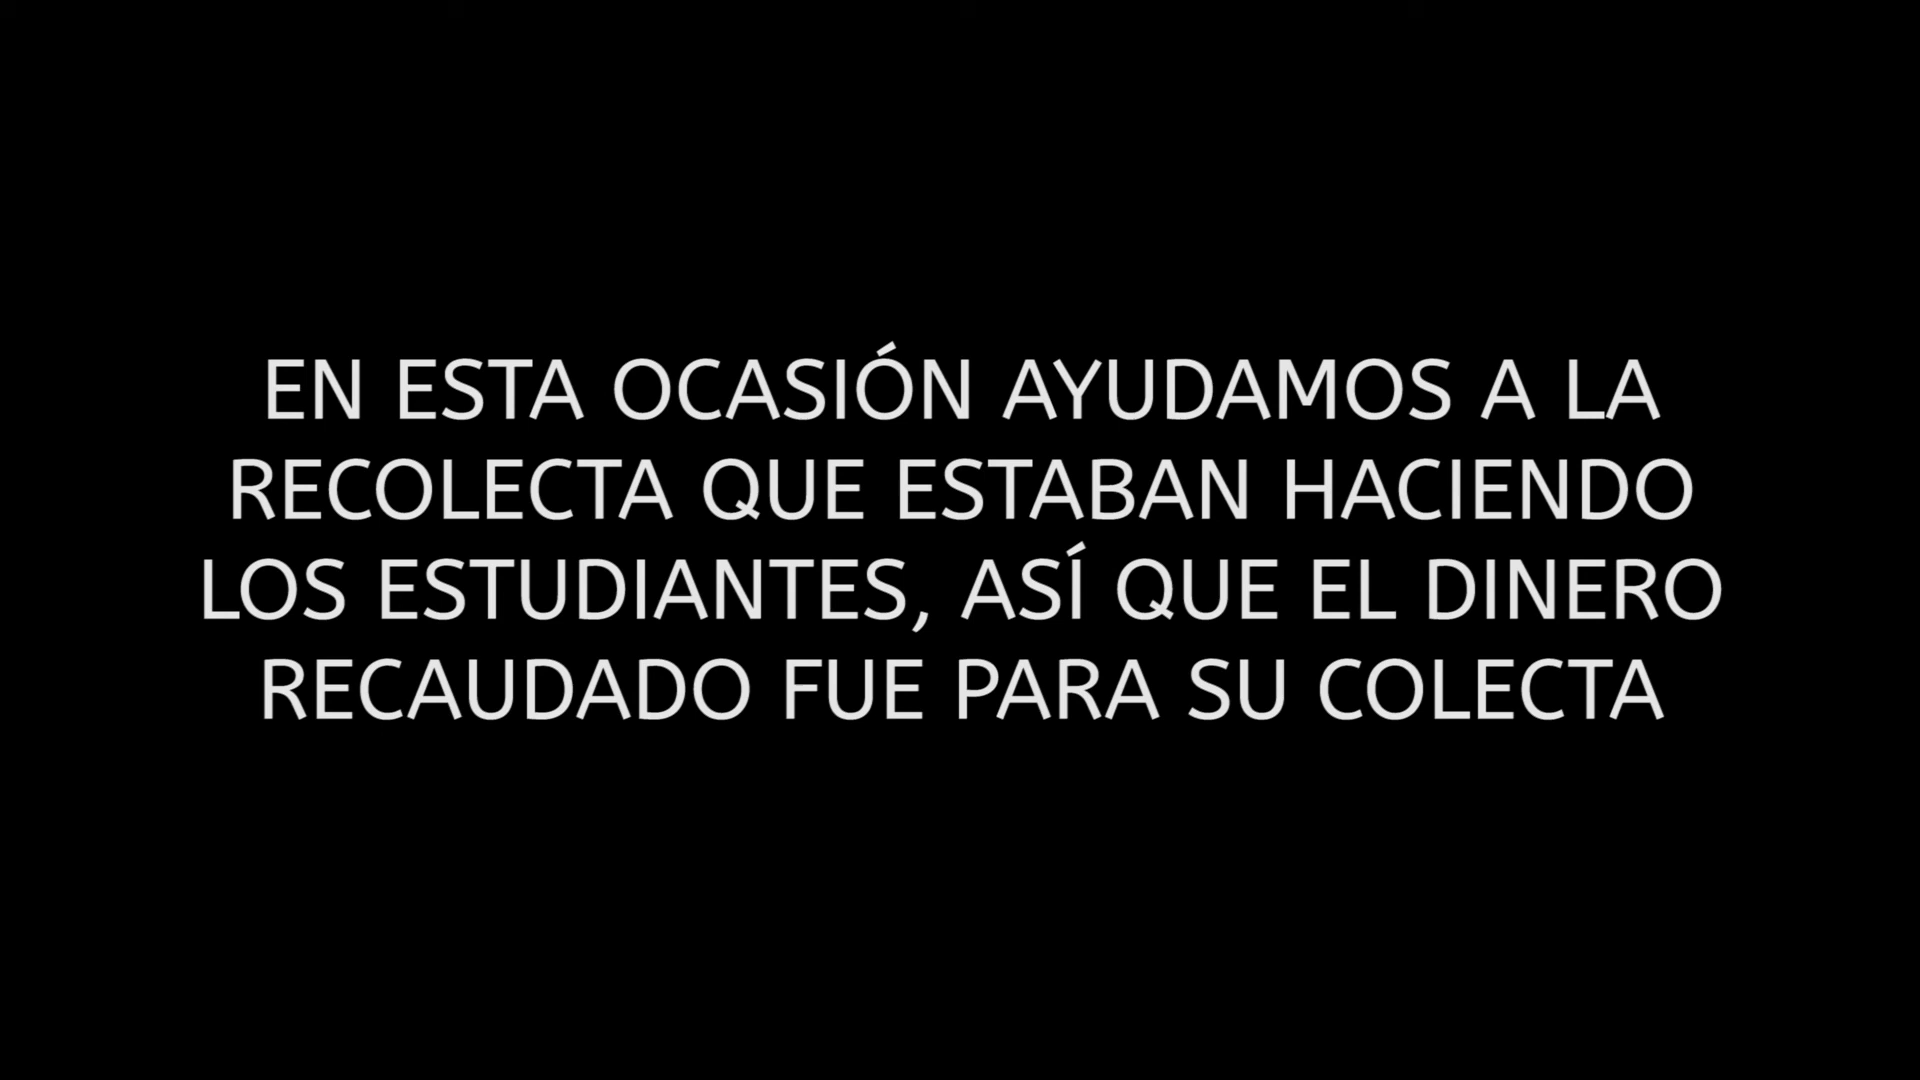 EN ESTA OCASIÓN AYUDAMOS A LA
RECOLECTA QUE ESTABAN HACIENDO
LOS ESTUDIANTES, ASÍ QUE EL DINERO
RECAUDADO FUE PARA SU COLECTA